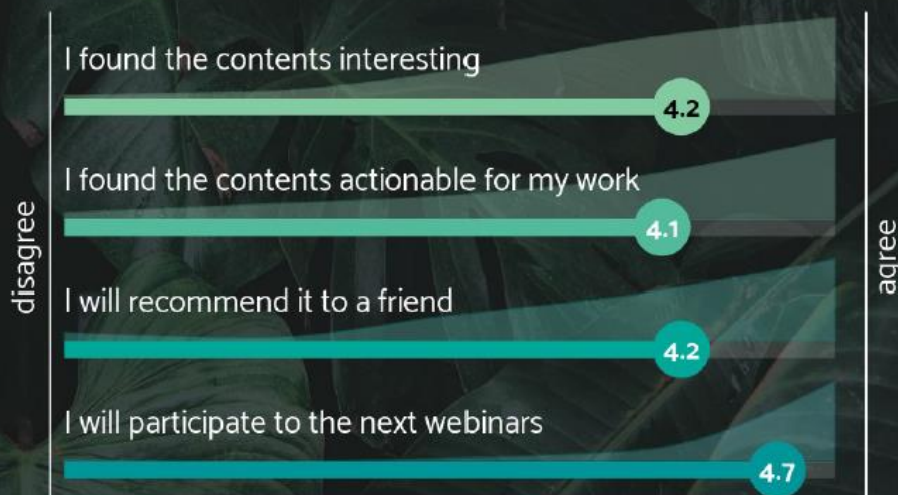 I found the contents interesting
4.2
I found the contents actionable for my work
4.1
I will recommend it to a friend
4.2
I will participate to the next webinars
4.7
disagree
agree